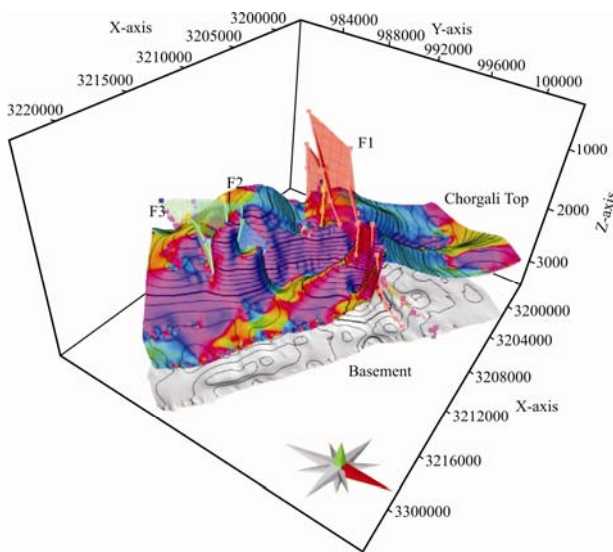 X-axis
3200000
3205000
3210000
3215000
3220000
Y-axis
984000
988000
992000
996000
100000
1000
2000
3000
Z-axis
F1
F2
F3
Chorgali Top
Basement
3200000
3204000
3208000
3212000
3216000
3300000
X-axis